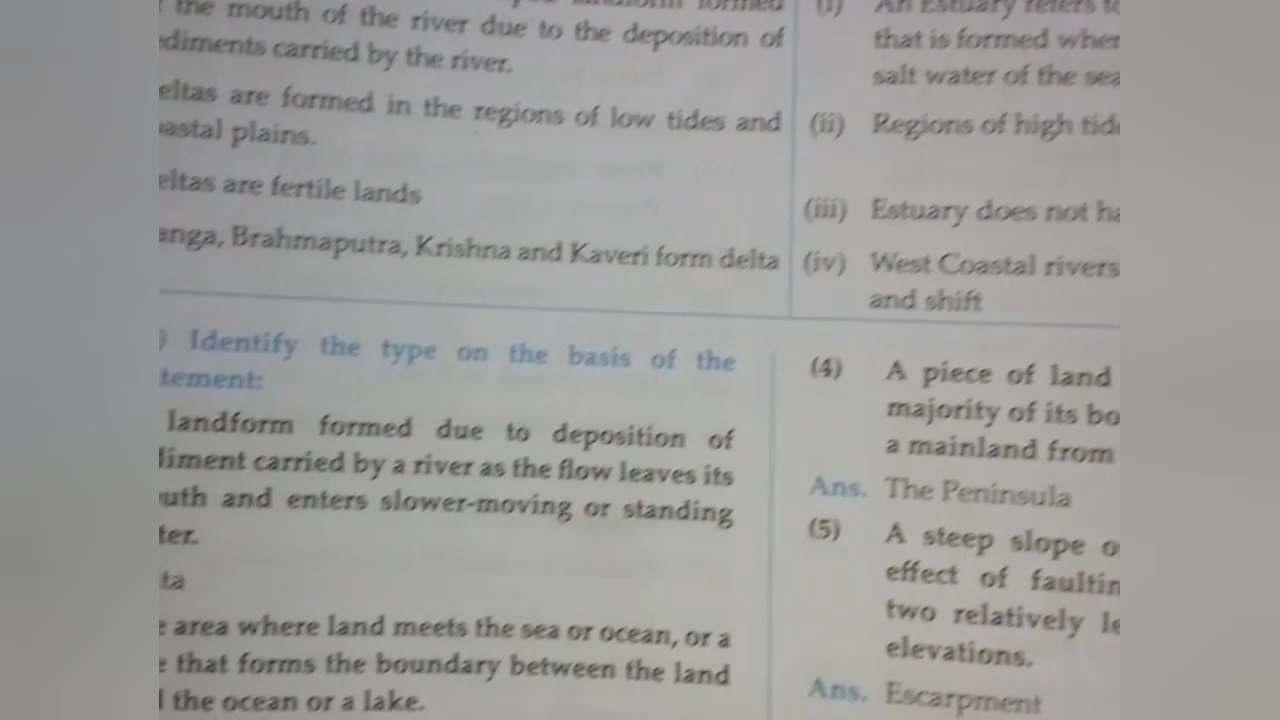 the mouth of the river due to the deposition of
ediments carried by the river.
eltas are formed in the regions of low tides and
oastal plains.
eltas are fertile lands
anga, Brahmaputra, Krishna and Kaveri form delta
(i) An Estuary refers to
that is formed wher
salt water of the sea
(ii) Regions of high tide
(iii) Estuary does not ha
(iv) West Coastal rivers
and shift
) Identify the type on the basis of the
tement:
landform formed due to deposition of
diment carried by a river as the flow leaves its
outh and enters slower-moving or standing
ter.
ta
e area where land meets the sea or ocean, or a
e that forms the boundary between the land
d the ocean or a lake.
(4) A piece of land
majority of its bo
a mainland from
Ans. The Peninsula
(5) A steep slope o
effect of faultin
two relatively le
elevations.
Ans. Escarpment